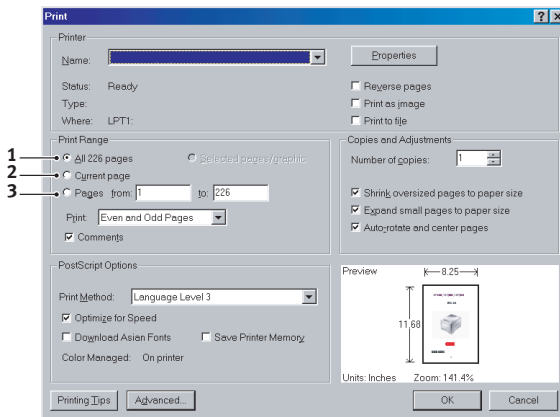 Print
Printer
Name:
Properties
Status: Ready
Reverse pages
Type:
Print as image
Where: LPT1:
Print to file
Print Range
Copies and Adjustments
1
All 226 pages
Selected pages/graphic
Number of copies: 1
2
Current page
3
Pages from: 1 to: 226
Shrink oversized pages to paper size
Print: Even and Odd Pages
Expand small pages to paper size
Comments
Auto-rotate and center pages
PostScript Options
Preview
8.25
Print Method: Language Level 3
Optimize for Speed
11.68
Download Asian Fonts
Save Printer Memory
Color Managed: On printer
Units: Inches Zoom: 141.4%
Printing Tips
Advanced...
OK
Cancel